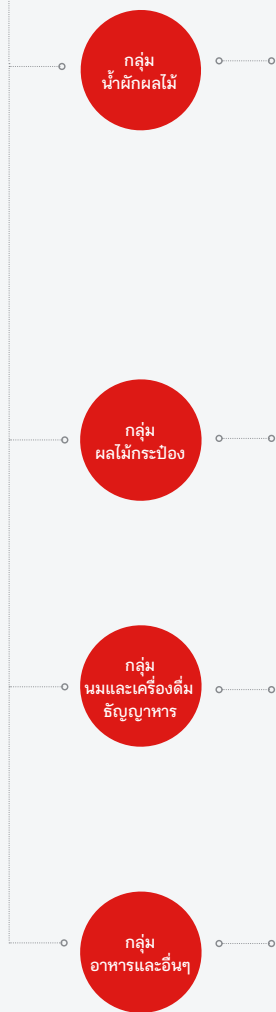 กลุ่ม
น้ำผักผลไม้
กลุ่ม
ผลไม้กระป๋อง
กลุ่ม
นมและเครื่องดื่ม
ธัญญาหาร
กลุ่ม
อาหารและอื่นๆ